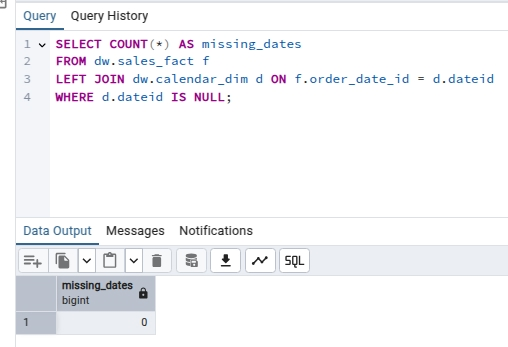 Query Query History
1 SELECT COUNT(*) AS missing_dates
2 FROM dw.sales_fact f
3 LEFT JOIN dw.calendar_dim d ON f.order_date_id = d.dateid
4 WHERE d.dateid IS NULL;
Data Output Messages Notifications
SQL
missing_dates
bigint
1 0